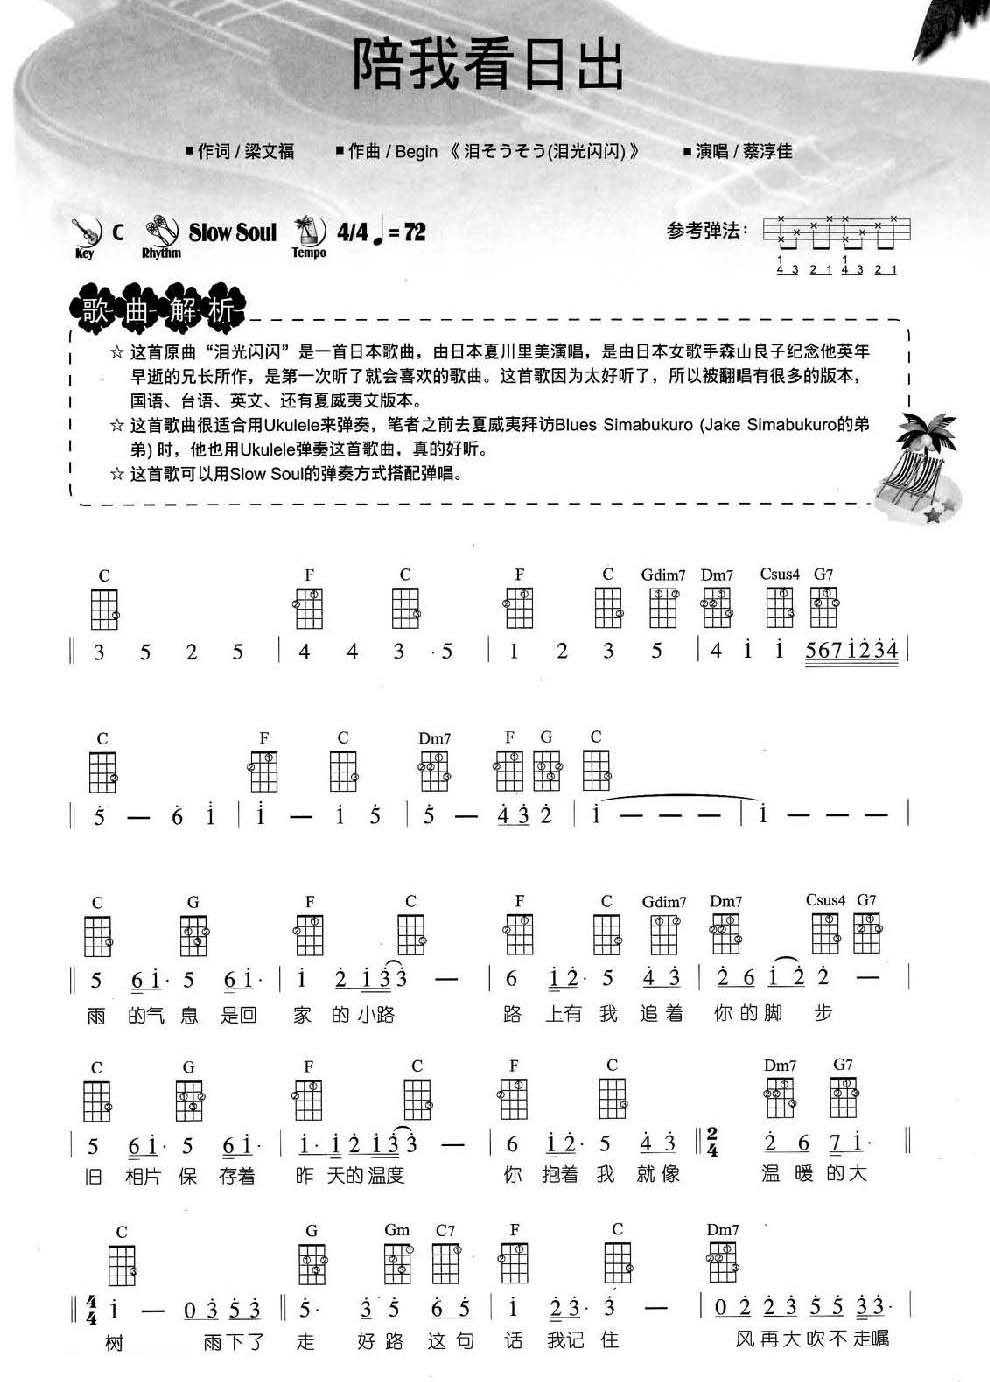 陪我看日出
■ 作词 / 梁文福 ■ 作曲 / Begin 《 泪そうそう(泪光闪闪) 》 ■ 演唱 / 蔡淳佳
Key C Rhythm Slow Soul Tempo 4/4 ♩= 72 参考弹法：
1 1
4 3 2 1 4 3 2 1
歌曲解析
☆ 这首原曲“泪光闪闪”是一首日本歌曲，由日本夏川里美演唱，是由日本女歌手森山良子纪念他英年
早逝的兄长所作，是第一次听了就会喜欢的歌曲。这首歌因为太好听了，所以被翻唱有很多的版本，
国语、台语、英文、还有夏威夷文版本。
☆ 这首歌曲很适合用Ukulele来弹奏，笔者之前去夏威夷拜访Blues Simabukuro (Jake Simabukuro的弟
弟) 时，他也用Ukulele弹奏这首歌曲，真的好听。
☆ 这首歌可以用Slow Soul的弹奏方式搭配弹唱。
C F C F C Gdim7 Dm7 Csus4 G7
‖ 3 5 2 5 | 4 4 3 · 5 | 1 2 3 5 | 4 i i 567i234 |
C F C Dm7 F G C
| 5 — 6 i | i — 1 5 | 5 — 4 3 2 | i — — — | i — — — |
C G F C F C Gdim7 Dm7 Csus4 G7
‖ 5 6 i· 5 6 i· | i 2 i 3 3 — | 6 i 2· 5 4 3 | 2 6 i 2 2 — |
雨 的气 息 是回 家 的 小路 路 上有 我 追着 你 的 脚 步
C G F C F C Dm7 G7
| 5 6 i· 5 6 i· | i· i 2 i 3 3 — | 6 i 2· 5 4 3 ‖ 2/4 2 6 7 i· ‖
旧 相片 保 存着 昨 天的 温度 你 抱着 我 就像 温 暖 的大
C G Gm C7 F C Dm7
‖ 4/4 i — 0 3 5 3 ‖ 5· 3 5 6 5 | i 2 3· 3 — | 0 2 2 3 5 5 3 3· |
树 雨下了 走 好路 这句 话 我记 住 风再大吹不走嘱